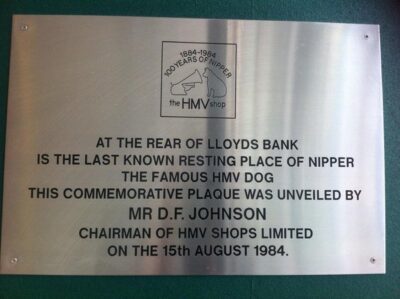 1884-1984
100 YEARS OF NIPPER
the HMV shop
AT THE REAR OF LLOYDS BANK
IS THE LAST KNOWN RESTING PLACE OF NIPPER
THE FAMOUS HMV DOG
THIS COMMEMORATIVE PLAQUE WAS UNVEILED BY
MR D.F. JOHNSON
CHAIRMAN OF HMV SHOPS LIMITED
ON THE 15th AUGUST 1984.